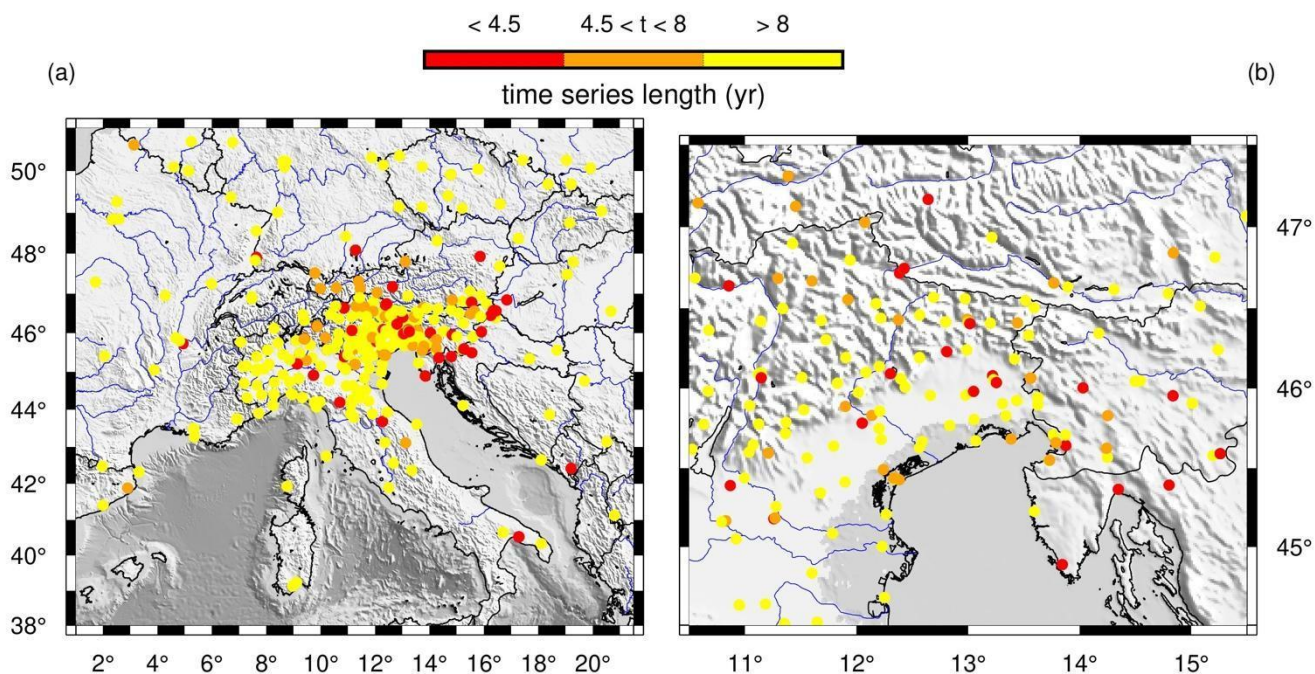 < 4.5 4.5 < t < 8 > 8
time series length (yr)
(a)
(b)
50°
48°
46°
44°
42°
40°
38°
2° 4° 6° 8° 10° 12° 14° 16° 18° 20°
47°
46°
45°
11° 12° 13° 14° 15°